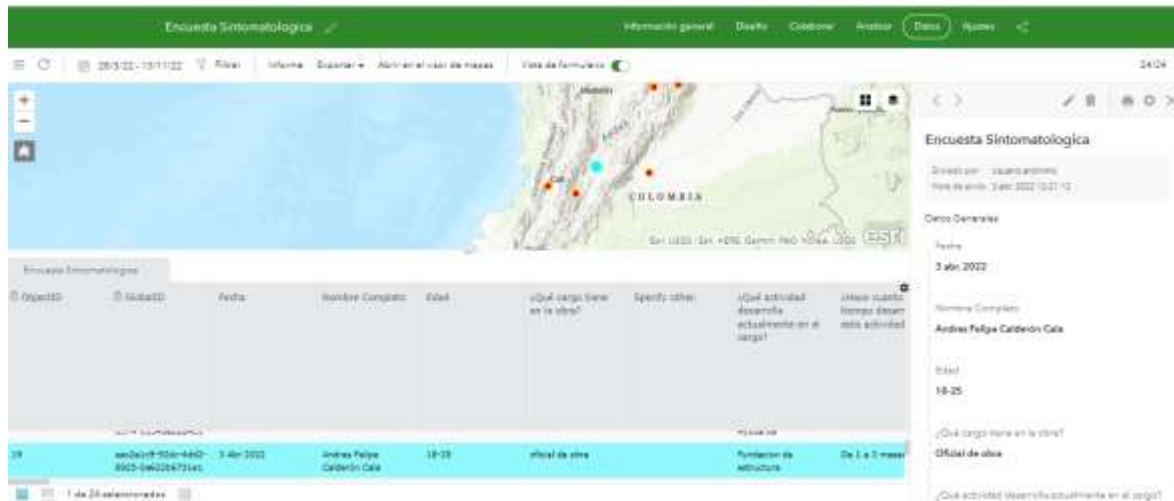 Encuesta Sintomatologica
Información general Diseño Colaborar Analizar Datos Ajustes
Filtrar Informe Exportar Abrir en el visor de mapas Vista de formulario
24/24
Medellín
Cali
COLOMBIA
esri
Encuesta Sintomatologica
ObjectID GlobalID Fecha Nombre Completo Edad ¿Qué cargo tiene en la obra? Specify other. ¿Qué actividad desarrolla actualmente en el cargo?
19 3 Abr 2022 Andres Felipe Calderón Cala 18-25 oficial de obra Fundacion de estructura De 1 a 3 meses
1 de 24 seleccionados
Encuesta Sintomatologica
Enviado por: usuario anónimo
Datos Generales
Fecha
3 abr. 2022
Nombre Completo
Andres Felipe Calderón Cala
Edad
18-25
¿Qué cargo tiene en la obra?
Oficial de obra
¿Qué actividad desarrolla actualmente en el cargo?